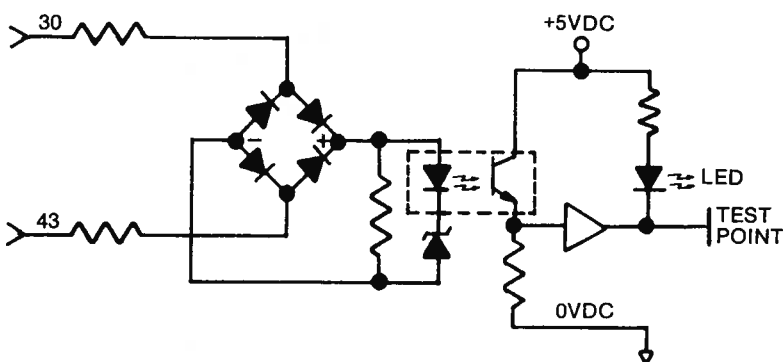 30
+5VDC
-
+
LED
43
TEST
POINT
0VDC